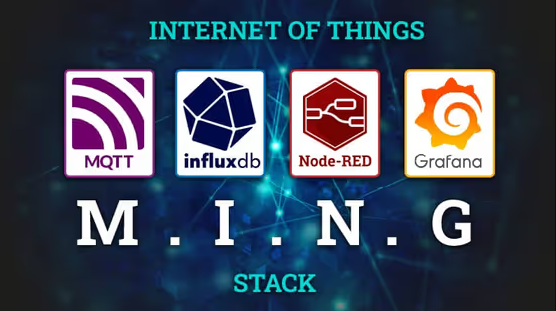 INTERNET OF THINGS
MQTT influxdb Node-RED Grafana
M . I . N . G
STACK